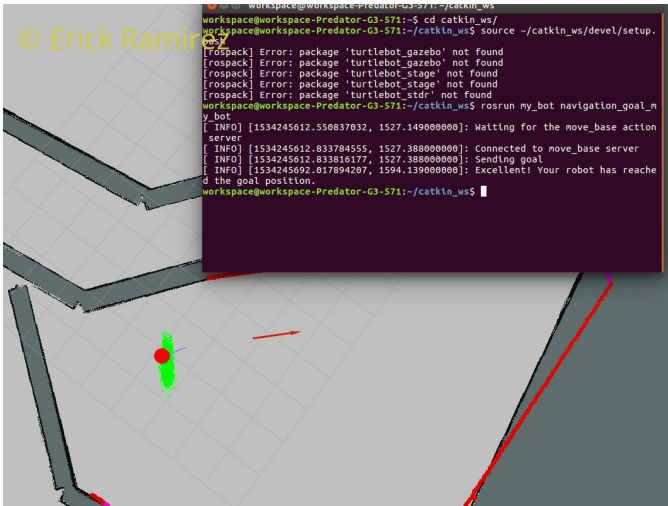 workspace@workspace-Predator-G3-571: ~/catkin_ws
© Erick Ramirez
workspace@workspace-Predator-G3-571:~$ cd catkin_ws/
workspace@workspace-Predator-G3-571:~/catkin_ws$ source ~/catkin_ws/devel/setup.
bash
[rospack] Error: package 'turtlebot_gazebo' not found
[rospack] Error: package 'turtlebot_gazebo' not found
[rospack] Error: package 'turtlebot_stage' not found
[rospack] Error: package 'turtlebot_stage' not found
[rospack] Error: package 'turtlebot_stdr' not found
workspace@workspace-Predator-G3-571:~/catkin_ws$ rosrun my_bot navigation_goal_m
y_bot
[ INFO] [1534245612.550837032, 1527.149000000]: Waiting for the move_base action
 server
[ INFO] [1534245612.833784555, 1527.388000000]: Connected to move_base server
[ INFO] [1534245612.833816177, 1527.388000000]: Sending goal
[ INFO] [1534245692.017894207, 1594.139000000]: Excellent! Your robot has reache
d the goal position.
workspace@workspace-Predator-G3-571:~/catkin_ws$